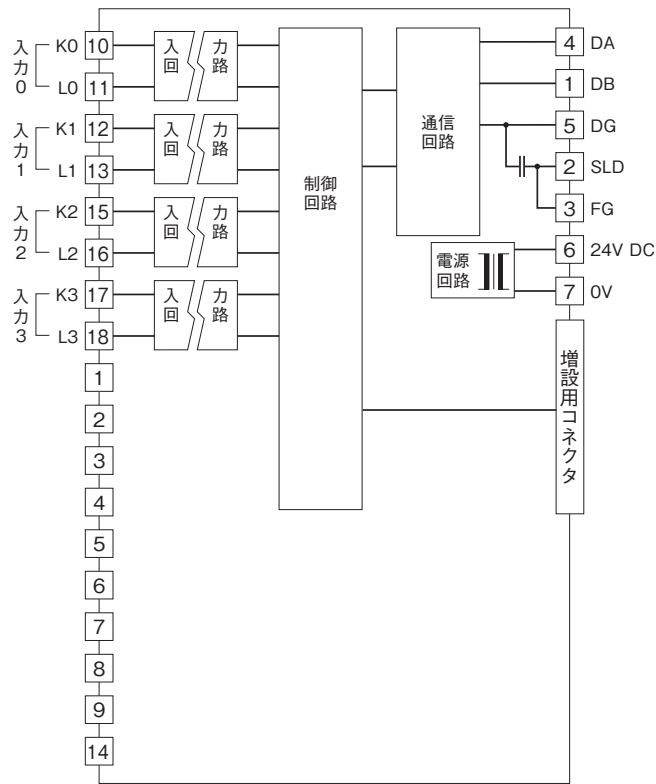 入力0
K0 10
L0 11
入力1
K1 12
L1 13
入力2
K2 15
L2 16
入力3
K3 17
L3 18
1
2
3
4
5
6
7
8
9
14
入力
回路
入力
回路
入力
回路
入力
回路
制御
回路
通信
回路
電源
回路
4 DA
1 DB
5 DG
2 SLD
3 FG
6 24V DC
7 0V
増設用コネクタ